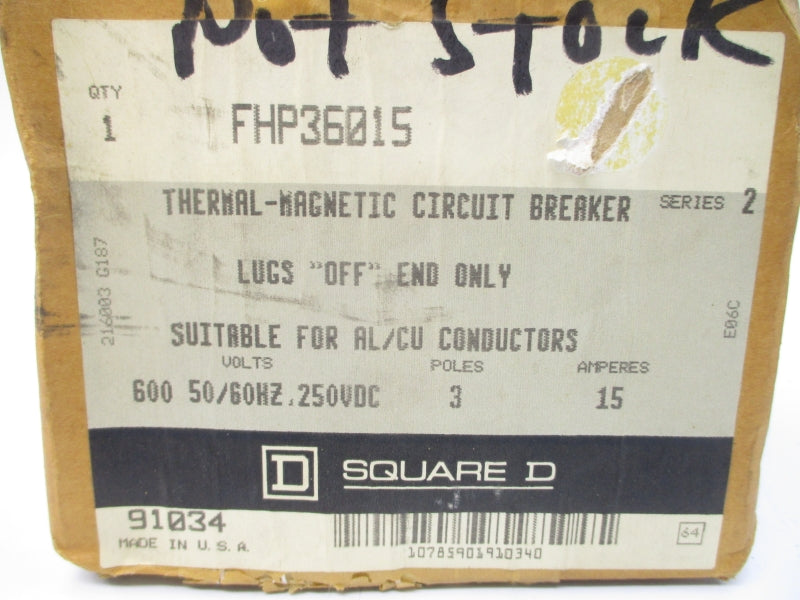 NOT STOCK
QTY
1
FHP36015
THERMAL-MAGNETIC CIRCUIT BREAKER SERIES 2
LUGS "OFF" END ONLY
216003 G187
E06C
SUITABLE FOR AL/CU CONDUCTORS
VOLTS POLES AMPERES
600 50/60HZ,250VDC 3 15
D SQUARE D
91034
MADE IN U.S.A.
10785901910340
64